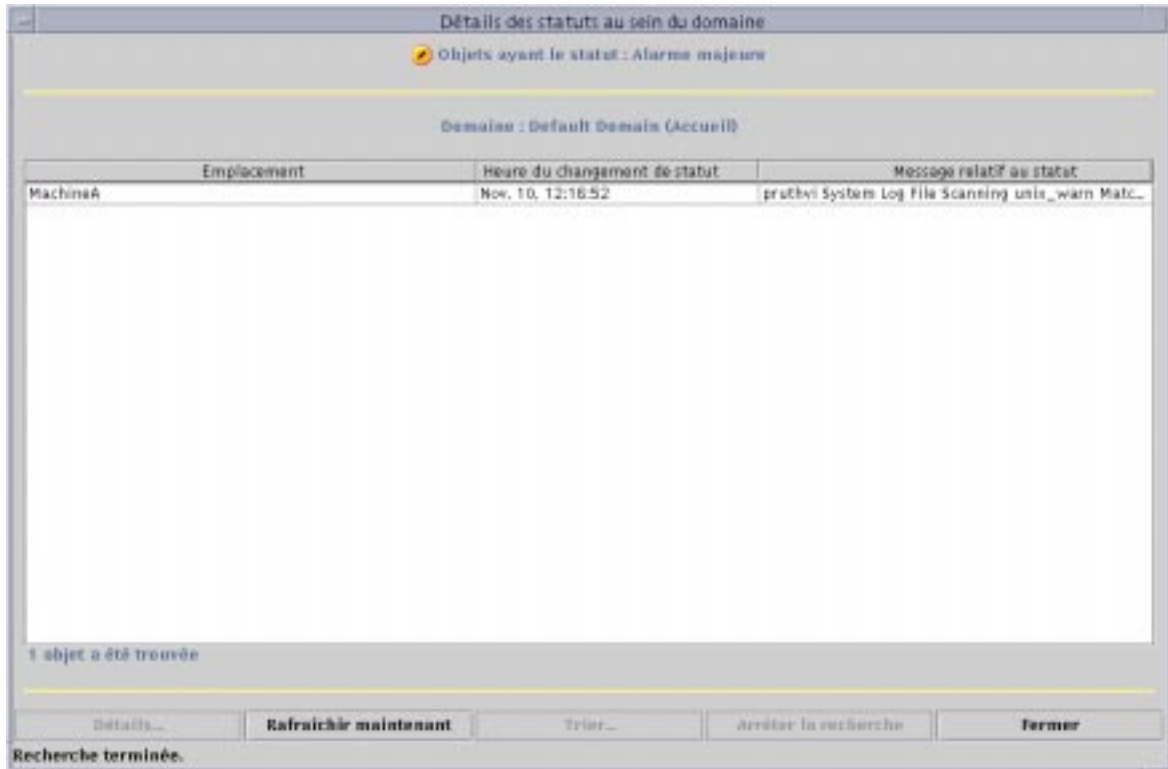 Détails des statuts au sein du domaine
Objets ayant le statut : Alarme majeure
Domaine : Default Domain (Accueil)
Emplacement Heure du changement de statut Message relatif au statut
MachineA Nov. 10, 12:16:52 pruthvi System Log File Scanning unix_warn Matc...
1 objet a été trouvée
Détails... Rafraîchir maintenant Trier... Arrêter la recherche Fermer
Recherche terminée.